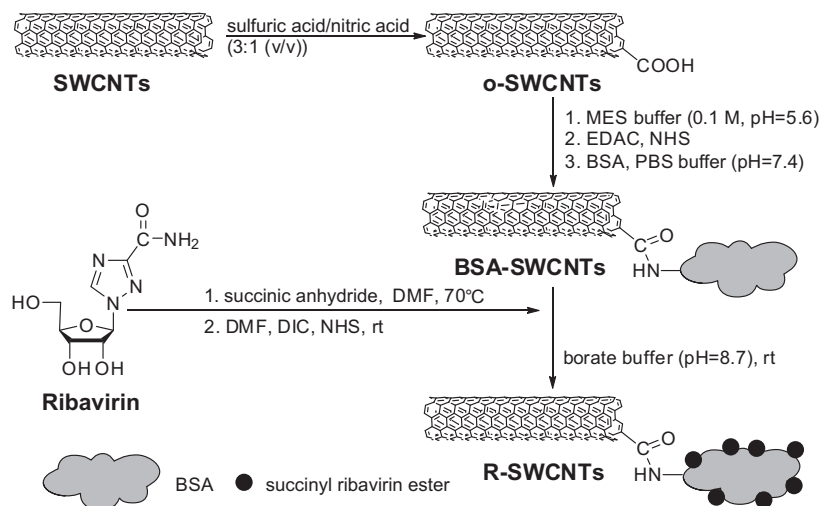 sulfuric acid/nitric acid
(3:1 (v/v))
SWCNTs
o-SWCNTs
COOH
1. MES buffer (0.1 M, pH=5.6)
2. EDAC, NHS
3. BSA, PBS buffer (pH=7.4)
O
C
NH₂
N
N
N
HO
O
OH
OH
Ribavirin
1. succinic anhydride, DMF, 70℃
2. DMF, DIC, NHS, rt
BSA-SWCNTs
C
O
HN
borate buffer (pH=8.7), rt
R-SWCNTs
C
O
HN
BSA
succinyl ribavirin ester